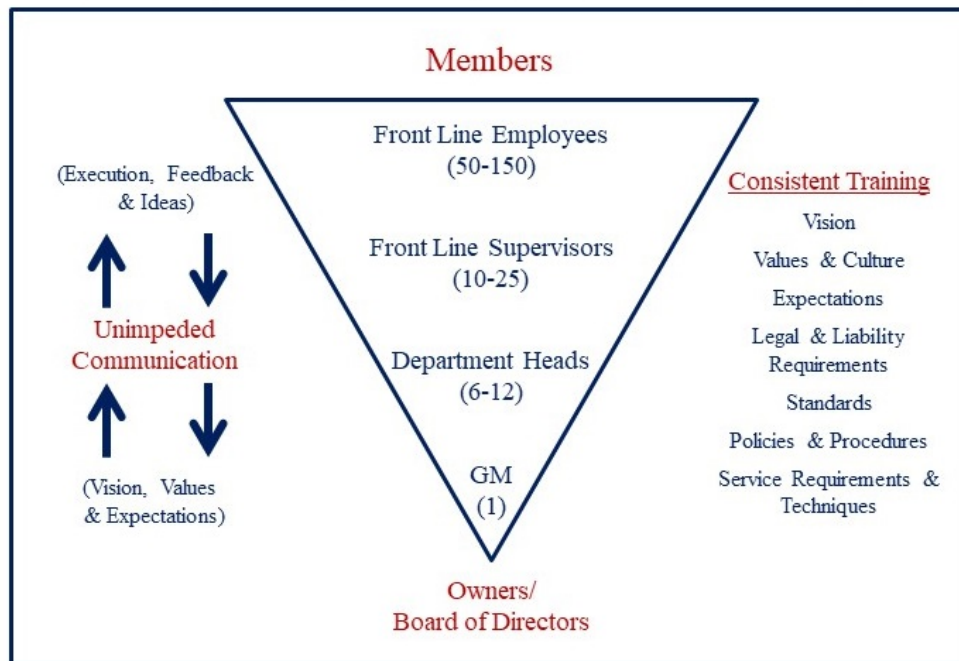 Members
Front Line Employees
(50-150)
Front Line Supervisors
(10-25)
Department Heads
(6-12)
GM
(1)
Owners/
Board of Directors
(Execution, Feedback
& Ideas)
Unimpeded
Communication
(Vision, Values
& Expectations)
Consistent Training
Vision
Values & Culture
Expectations
Legal & Liability
Requirements
Standards
Policies & Procedures
Service Requirements &
Techniques